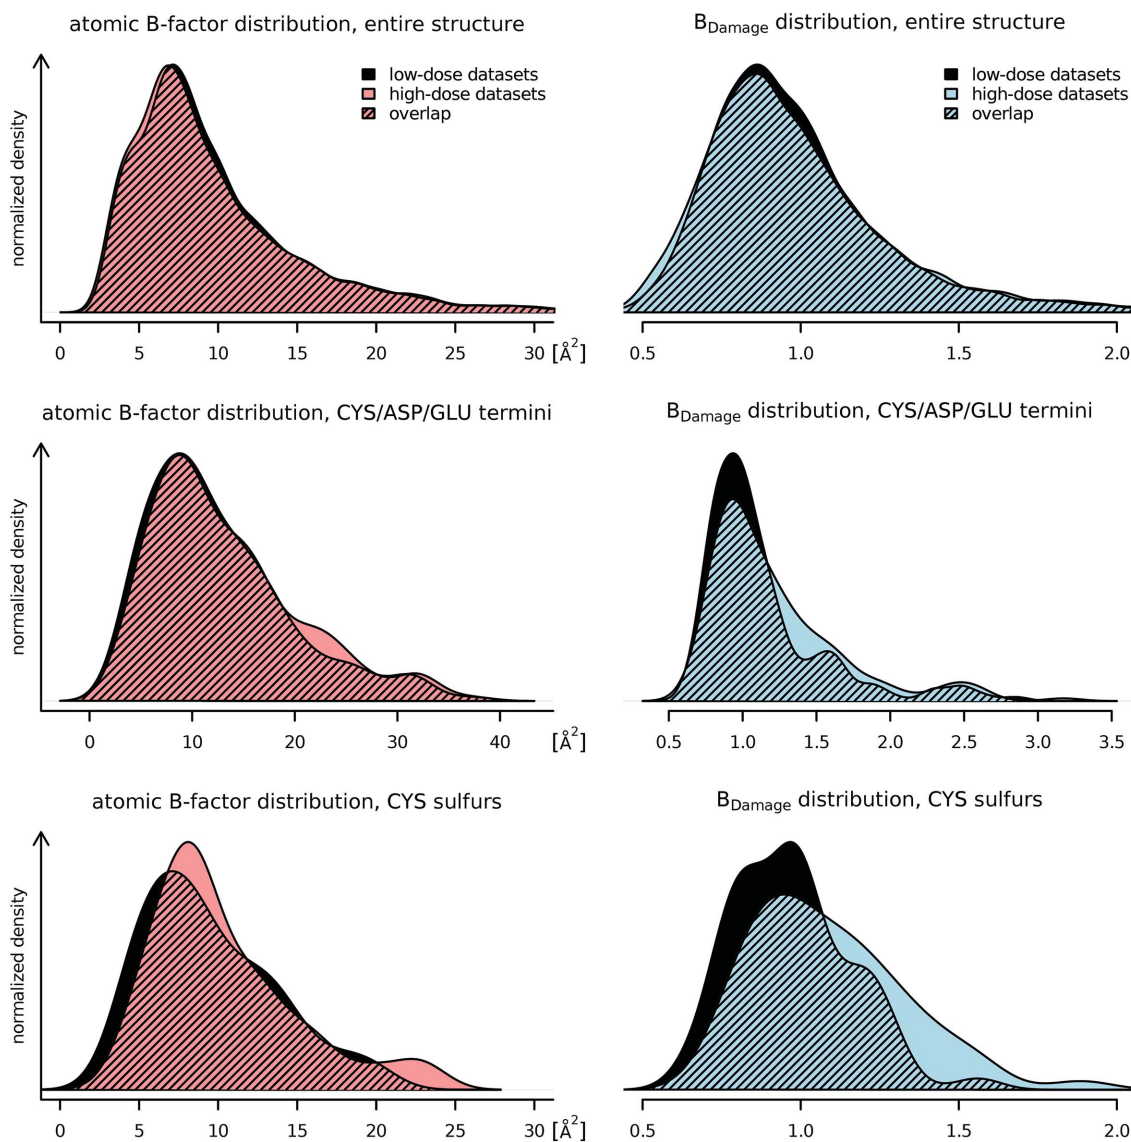 atomic B-factor distribution, entire structure
B_Damage distribution, entire structure
normalized density
low-dose datasets
high-dose datasets
overlap
low-dose datasets
high-dose datasets
overlap
0 5 10 15 20 25 30 [Å²]
0.5 1.0 1.5 2.0
atomic B-factor distribution, CYS/ASP/GLU termini
B_Damage distribution, CYS/ASP/GLU termini
normalized density
0 10 20 30 40 [Å²]
0.5 1.0 1.5 2.0 2.5 3.0 3.5
atomic B-factor distribution, CYS sulfurs
B_Damage distribution, CYS sulfurs
normalized density
0 5 10 15 20 25 30 [Å²]
0.5 1.0 1.5 2.0